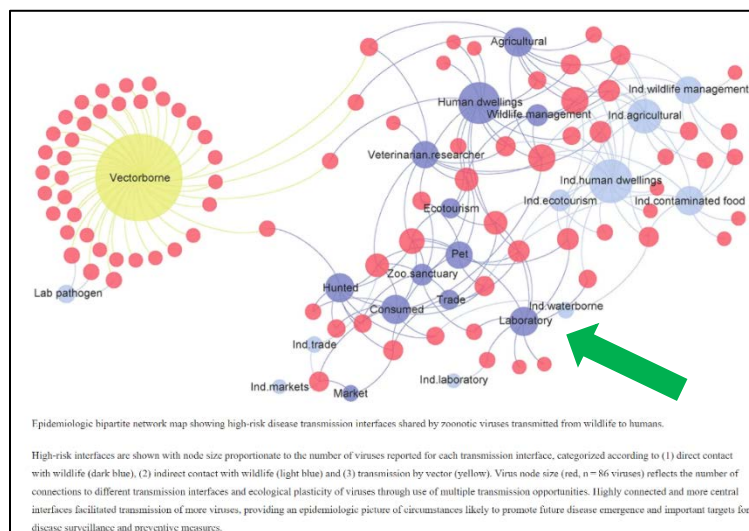 Agricultural
Ind.wildlife management
Human dwellings
Wildlife management
Ind.agricultural
Veterinarian.researcher
Vectorborne
Ind.human dwellings
Ind.ecotourism
Ind.contaminated food
Ecotourism
Pet
Zoo.sanctuary
Lab pathogen
Hunted
Trade
Consumed
Ind.waterborne
Laboratory
Ind.trade
Ind.laboratory
Ind.markets
Market
Epidemiologic bipartite network map showing high-risk disease transmission interfaces shared by zoonotic viruses transmitted from wildlife to humans.
High-risk interfaces are shown with node size proportionate to the number of viruses reported for each transmission interface, categorized according to (1) direct contact
with wildlife (dark blue), (2) indirect contact with wildlife (light blue) and (3) transmission by vector (yellow). Virus node size (red, n = 86 viruses) reflects the number of
connections to different transmission interfaces and ecological plasticity of viruses through use of multiple transmission opportunities. Highly connected and more central
interfaces facilitated transmission of more viruses, providing an epidemiologic picture of circumstances likely to promote future disease emergence and important targets for
disease surveillance and preventive measures.